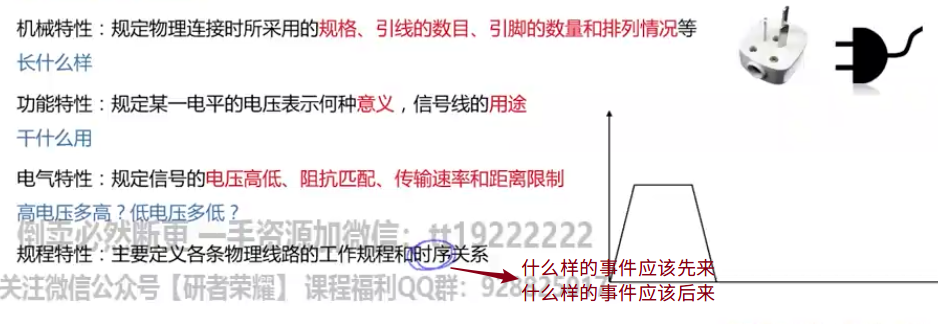 机械特性：规定物理连接时所采用的规格、引线的数目、引脚的数量和排列情况等
长什么样
功能特性：规定某一电平的电压表示何种意义，信号线的用途
干什么用
电气特性：规定信号的电压高低、阻抗匹配、传输速率和距离限制
高电压多高？低电压多低？
倒卖必然断更 一手资源加微信：tt19222222
规程特性：主要定义各条物理线路的工作规程和时序关系
什么样的事件应该先来
关注微信公众号【研者荣耀】 课程福利QQ群：
什么样的事件应该后来